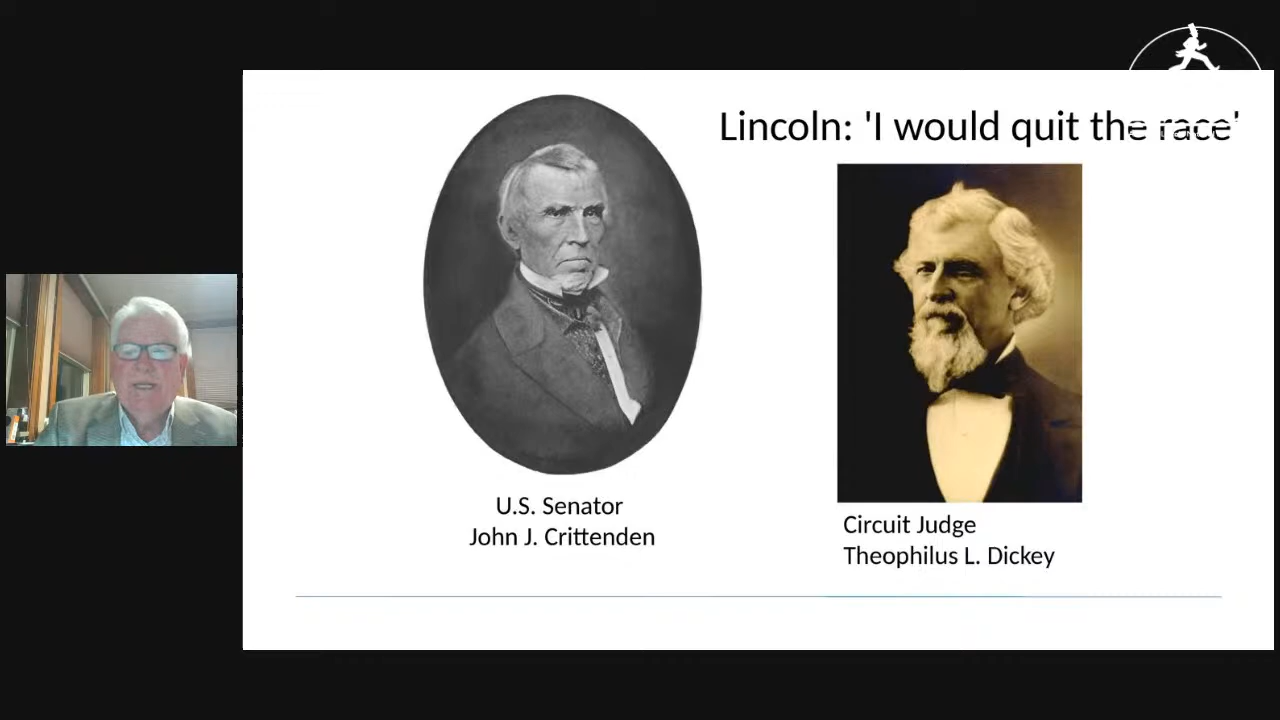 Lincoln: 'I would quit the race'
U.S. Senator
John J. Crittenden
Circuit Judge
Theophilus L. Dickey